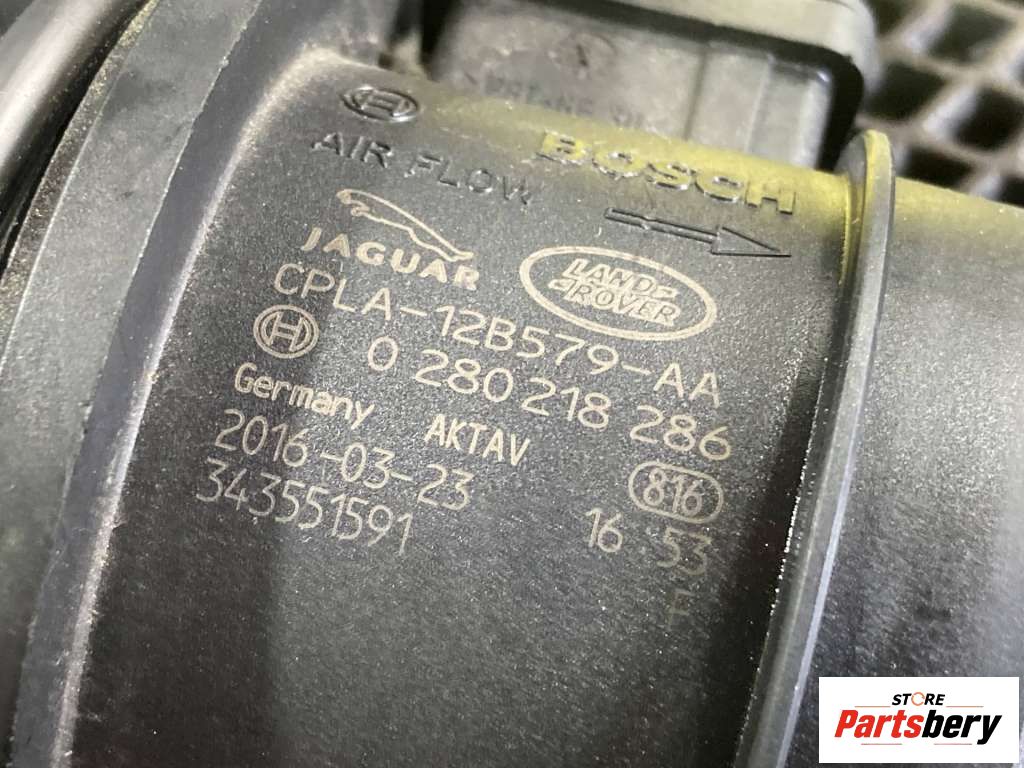 BOSCH
AIR FLOW
JAGUAR
LAND
ROVER
CPLA-12B579-AA
0 280 218 286
Germany AKTAV
816
2016-03-23
16 53
343551591
F
STORE
Partsbery